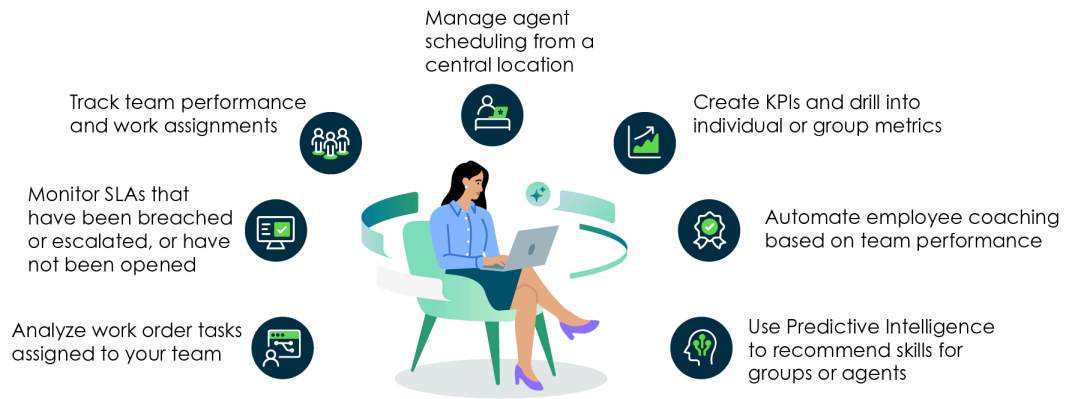 Manage agent
scheduling from a
central location
Track team performance
and work assignments
Create KPIs and drill into
individual or group metrics
Monitor SLAs that
have been breached
or escalated, or have
not been opened
Automate employee coaching
based on team performance
Analyze work order tasks
assigned to your team
Use Predictive Intelligence
to recommend skills for
groups or agents